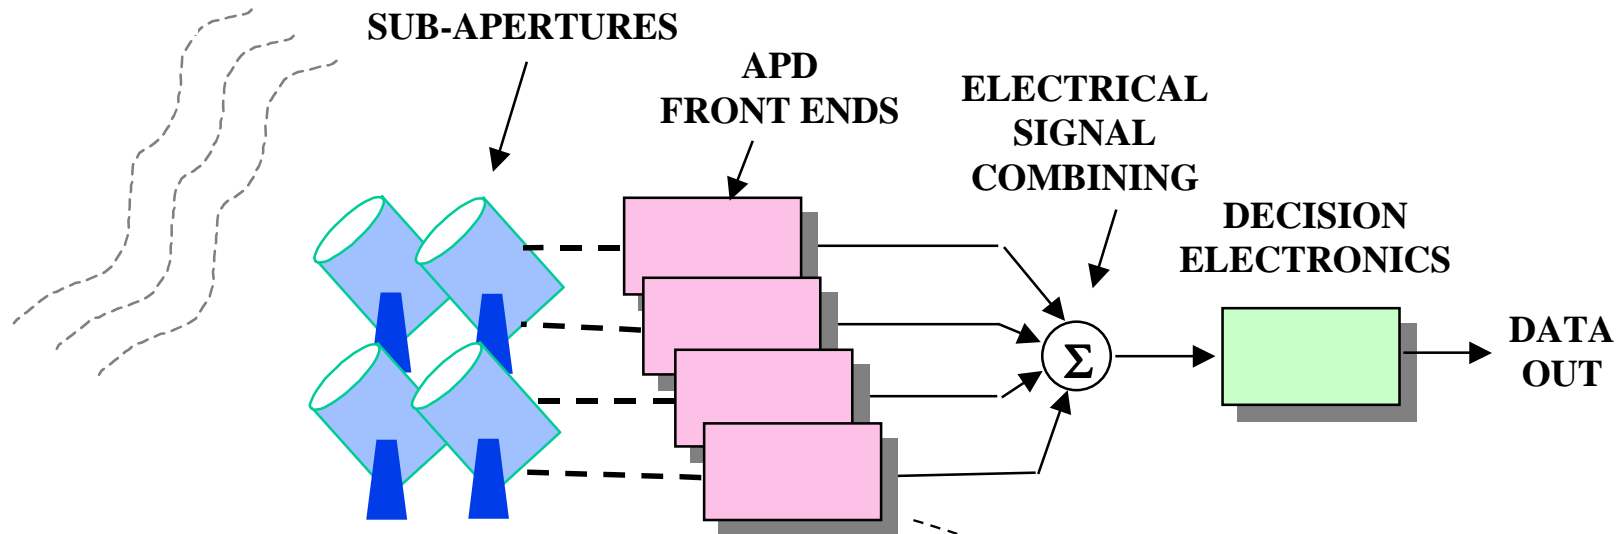 SUB-APERTURES
APD
FRONT ENDS
ELECTRICAL
SIGNAL
COMBINING
DECISION
ELECTRONICS
Σ
DATA
OUT